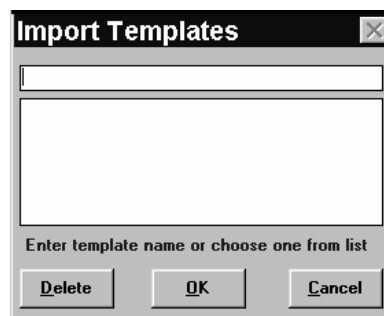 Import Templates
Enter template name or choose one from list
Delete OK Cancel